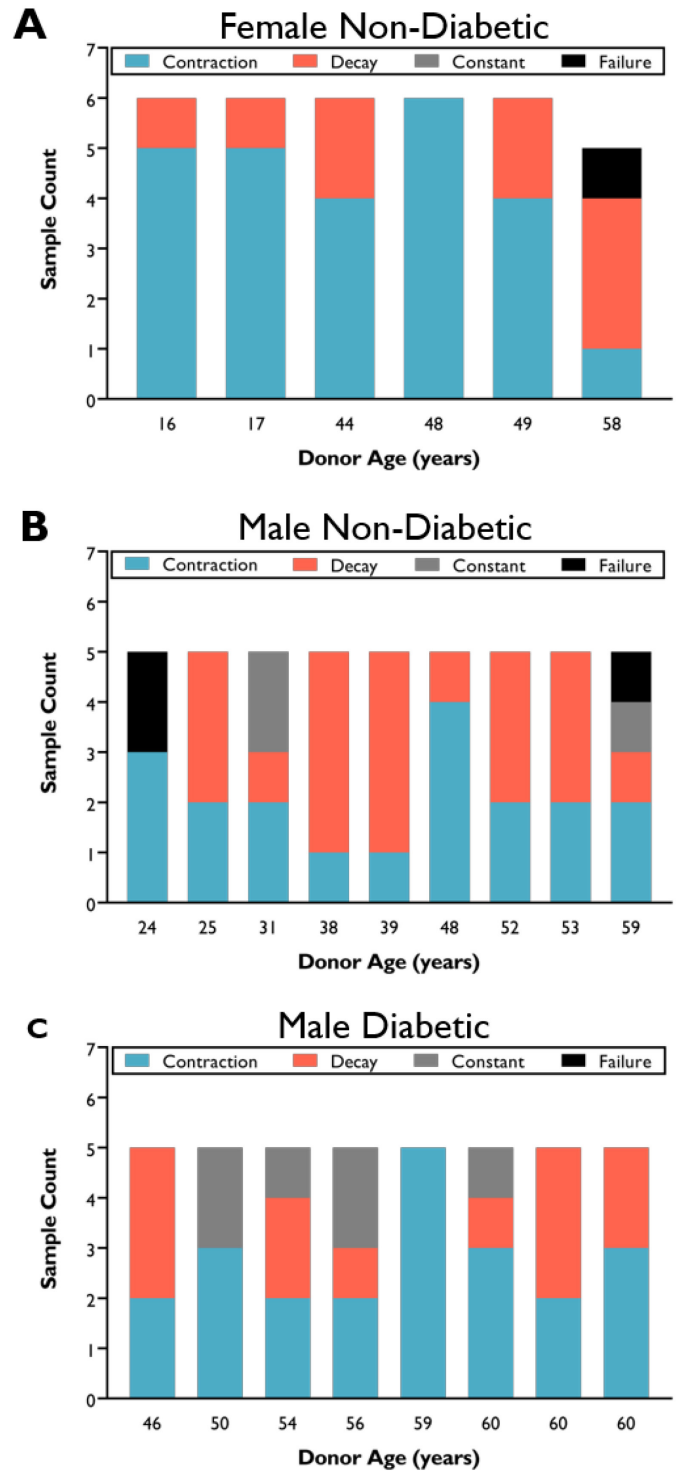 A
Female Non-Diabetic
7
Contraction Decay Constant Failure
6
5
4
3
2
1
0
Sample Count
16 17 44 48 49 58
Donor Age (years)
B
Male Non-Diabetic
7
Contraction Decay Constant Failure
6
5
4
3
2
1
0
Sample Count
24 25 31 38 39 48 52 53 59
Donor Age (years)
C
Male Diabetic
7
Contraction Decay Constant Failure
6
5
4
3
2
1
0
Sample Count
46 50 54 56 59 60 60 60
Donor Age (years)